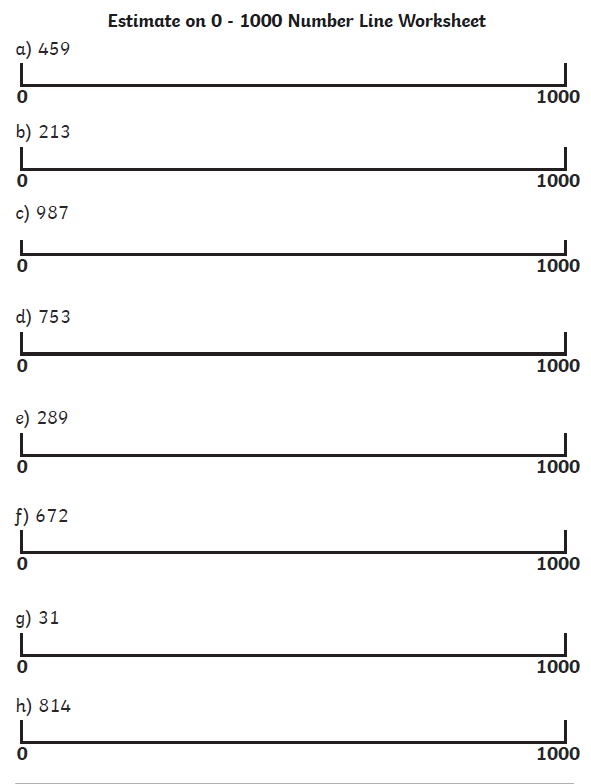 Estimate on 0 - 1000 Number Line Worksheet
a) 459
0 1000
b) 213
0 1000
c) 987
0 1000
d) 753
0 1000
e) 289
0 1000
f) 672
0 1000
g) 31
0 1000
h) 814
0 1000